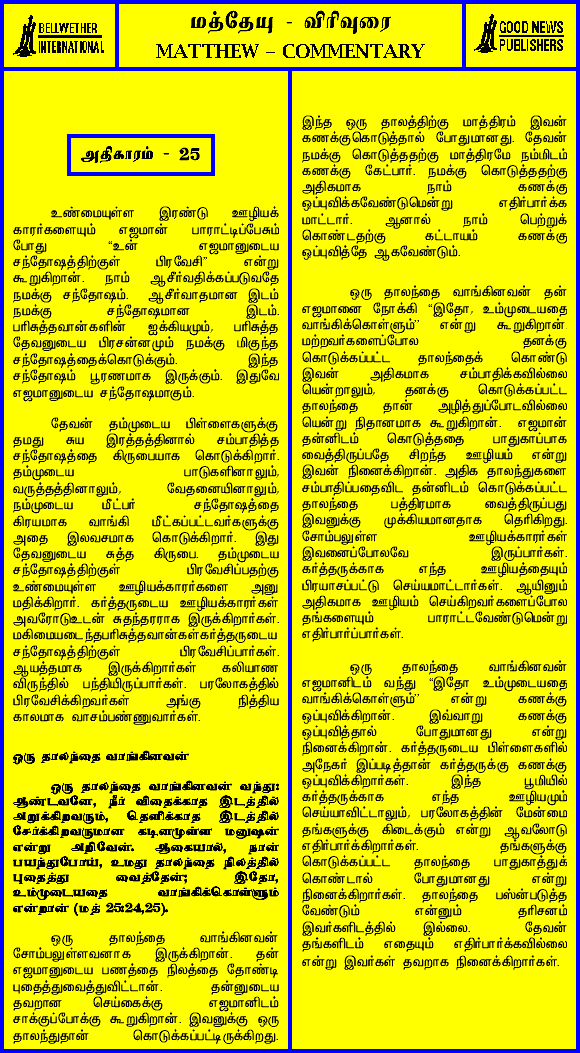 BELLWETHER
INTERNATIONAL
மத்தேயு - விரிவுரை
MATTHEW – COMMENTARY
GOOD NEWS
PUBLISHERS
அதிகாரம் - 25
உண்மையுள்ள இரண்டு ஊழியக்
காரர்களையும் எஜமான் பாராட்டிப்பேசும்
போது “உன் எஜமானுடைய
சந்தோஷத்திற்குள் பிரவேசி” என்று
கூறுகிறான். நாம் ஆசீர்வதிக்கப்படுவதே
நமக்கு சந்தோஷம். ஆசீர்வாதமான இடம்
நமக்கு சந்தோஷமான இடம்.
பரிசுத்தவான்களின் ஐக்கியமும், பரிசுத்த
தேவனுடைய பிரசன்னமும் நமக்கு மிகுந்த
சந்தோஷத்தைக்கொடுக்கும். இந்த
சந்தோஷம் பூரணமாக இருக்கும். இதுவே
எஜமானுடைய சந்தோஷமாகும்.
தேவன் தம்முடைய பிள்ளைகளுக்கு
தமது சுய இரத்தத்தினால் சம்பாதித்த
சந்தோஷத்தை கிருபையாக கொடுக்கிறார்.
தம்முடைய பாடுகளினாலும்,
வருத்தத்தினாலும், வேதனையினாலும்,
நம்முடைய மீட்பர் சந்தோஷத்தை
கிரயமாக வாங்கி மீட்கப்பட்டவர்களுக்கு
அதை இலவசமாக கொடுக்கிறார். இது
தேவனுடைய சுத்த கிருபை. தம்முடைய
சந்தோஷத்திற்குள் பிரவேசிப்பதற்கு
உண்மையுள்ள ஊழியக்காரர்களை அனு
மதிக்கிறார். கர்த்தருடைய ஊழியக்காரர்கள்
அவரோடுஉடன் சுதந்தரராக இருக்கிறார்கள்.
மகிமையடைந்தபரிசுத்தவான்கள்கர்த்தருடைய
சந்தோஷத்திற்குள் பிரவேசிப்பார்கள்.
ஆயத்தமாக இருக்கிறார்கள் கலியாண
விருந்தில் பந்தியிருப்பார்கள். பரலோகத்தில்
பிரவேசிக்கிறவர்கள் அங்கு நித்திய
காலமாக வாசம்பண்ணுவார்கள்.
ஒரு தாலந்தை வாங்கினவன்
ஒரு தாலந்தை வாங்கினவன் வந்து:
ஆண்டவனே, நீர் விதைக்காத இடத்தில்
அறுக்கிறவரும், தெளிக்காத இடத்தில்
சேர்க்கிறவருமான கடினமுள்ள மனுஷன்
என்று அறிவேன். ஆகையால், நான்
பயந்துபோய், உமது தாலந்தை நிலத்தில்
புதைத்து வைத்தேன்; இதோ,
உம்முடையதை வாங்கிக்கொள்ளும்
என்றான் (மத் 25:24,25).
ஒரு தாலந்தை வாங்கினவன்
சோம்பலுள்ளவனாக இருக்கிறான். தன்
எஜமானுடைய பணத்தை நிலத்தை தோண்டி
புதைத்துவைத்துவிட்டான். தன்னுடைய
தவறான செய்கைக்கு எஜமானிடம்
சாக்குப்போக்கு கூறுகிறான். இவனுக்கு ஒரு
தாலந்துதான் கொடுக்கப்பட்டிருக்கிறது.
இந்த ஒரு தாலத்திற்கு மாத்திரம் இவன்
கணக்குகொடுத்தால் போதுமானது. தேவன்
நமக்கு கொடுத்ததற்கு மாத்திரமே நம்மிடம்
கணக்கு கேட்பார். நமக்கு கொடுத்ததற்கு
அதிகமாக நாம் கணக்கு
ஒப்புவிக்கவேண்டுமென்று எதிர்பார்க்க
மாட்டார். ஆனால் நாம் பெற்றுக்
கொண்டதற்கு கட்டாயம் கணக்கு
ஒப்புவித்தே ஆகவேண்டும்.
ஒரு தாலந்தை வாங்கினவன் தன்
எஜமானை நோக்கி “இதோ, உம்முடையதை
வாங்கிக்கொள்ளும்” என்று கூறுகிறான்.
மற்றவர்களைப்போல தனக்கு
கொடுக்கப்பட்ட தாலந்தைக் கொண்டு
இவன் அதிகமாக சம்பாதிக்கவில்லை
யென்றாலும், தனக்கு கொடுக்கப்பட்ட
தாலந்தை தான் அழித்துப்போடவில்லை
யென்று நிதானமாக கூறுகிறான். எஜமான்
தன்னிடம் கொடுத்ததை பாதுகாப்பாக
வைத்திருப்பதே சிறந்த ஊழியம் என்று
இவன் நினைக்கிறான். அதிக தாலந்துகளை
சம்பாதிப்பதைவிட தன்னிடம் கொடுக்கப்பட்ட
தாலந்தை பத்திரமாக வைத்திருப்பது
இவனுக்கு முக்கியமானதாக தெரிகிறது.
சோம்பலுள்ள ஊழியக்காரர்கள்
இவனைப்போலவே இருப்பார்கள்.
கர்த்தருக்காக எந்த ஊழியத்தையும்
பிரயாசப்பட்டு செய்யமாட்டார்கள். ஆயினும்
அதிகமாக ஊழியம் செய்கிறவர்களைப்போல
தங்களையும் பாராட்டவேண்டுமென்று
எதிர்பார்ப்பார்கள்.
ஒரு தாலந்தை வாங்கினவன்
எஜமானிடம் வந்து “இதோ உம்முடையதை
வாங்கிக்கொள்ளும்” என்று கணக்கு
ஒப்புவிக்கிறான். இவ்வாறு கணக்கு
ஒப்புவித்தால் போதுமானது என்று
நினைக்கிறான். கர்த்தருடைய பிள்ளைகளில்
அநேகர் இப்படித்தான் கர்த்தருக்கு கணக்கு
ஒப்புவிக்கிறார்கள். இந்த பூமியில்
கர்த்தருக்காக எந்த ஊழியமும்
செய்யாவிட்டாலும், பரலோகத்தின் மேன்மை
தங்களுக்கு கிடைக்கும் என்று ஆவலோடு
எதிர்பார்க்கிறார்கள். தங்களுக்கு
கொடுக்கப்பட்ட தாலந்தை பாதுகாத்துக்
கொண்டால் போதுமானது என்று
நினைக்கிறார்கள். தாலந்தை பஸ்ன்படுத்த
வேண்டும் என்னும் தரிசனம்
இவர்களிடத்தில் இல்லை. தேவன்
தங்களிடம் எதையும் எதிர்பார்க்கவில்லை
என்று இவர்கள் தவறாக நினைக்கிறார்கள்.